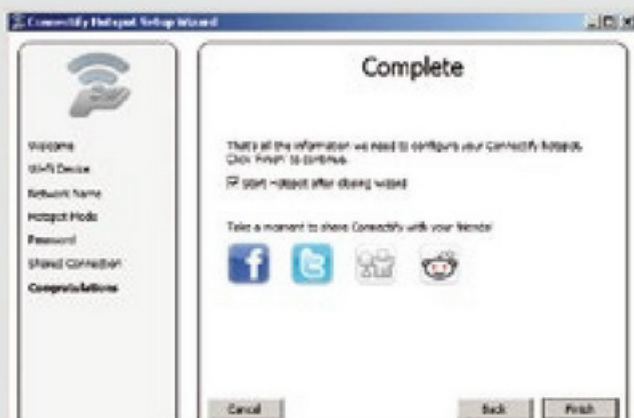 Connectify Hotspot Setup Wizard
Complete
Welcome
Wi-Fi Device
Network Name
Hotspot Mode
Password
Shared Connection
Congratulations
That's all the information we need to configure your Connectify hotspot.
Click 'Finish' to continue.
Start Hotspot after closing wizard
Take a moment to share Connectify with your friends!
Cancel
Back
Finish